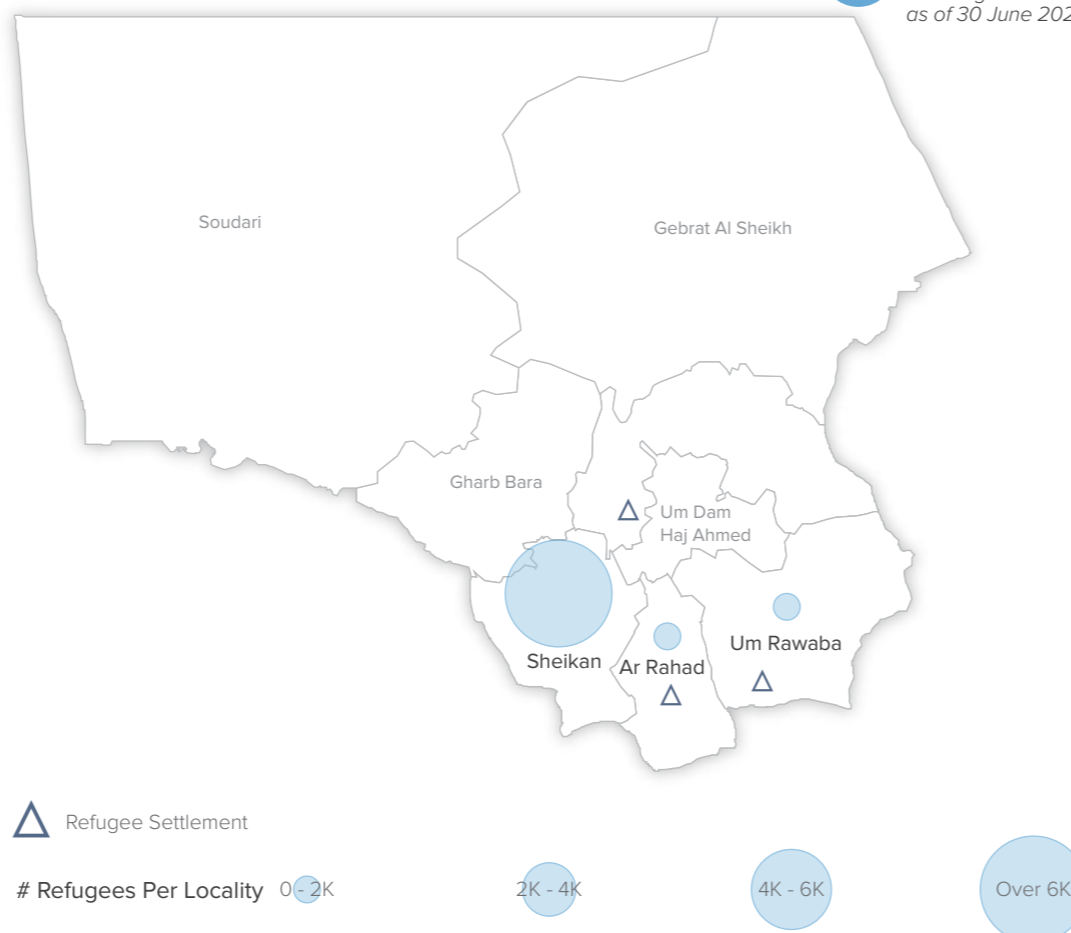 as of 30 June 202
Soudari
Gebrat Al Sheikh
Gharb Bara
Um Dam
Haj Ahmed
Sheikan
Ar Rahad
Um Rawaba
Refugee Settlement
# Refugees Per Locality 0 - 2K 2K - 4K 4K - 6K Over 6K